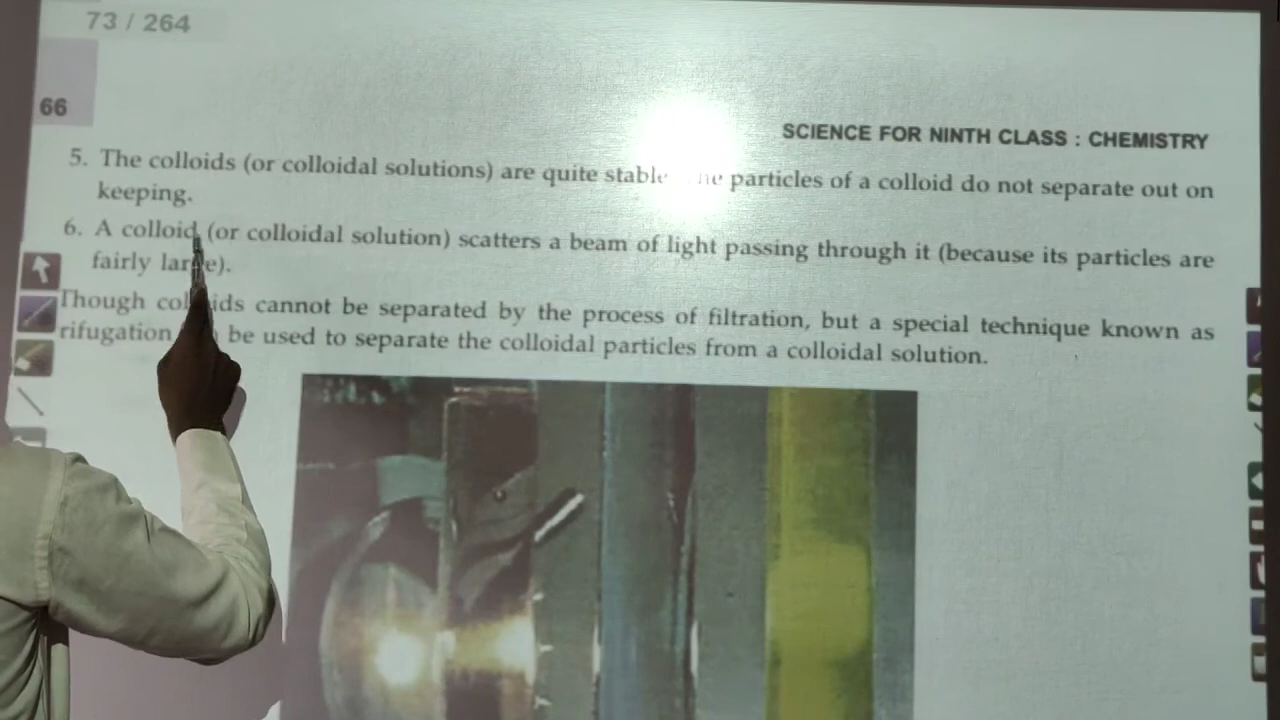 73 / 264
66
SCIENCE FOR NINTH CLASS : CHEMISTRY
5. The colloids (or colloidal solutions) are quite stable particles of a colloid do not separate out on
keeping.
6. A colloid (or colloidal solution) scatters a beam of light passing through it (because its particles are
fairly large).
Though colloids cannot be separated by the process of filtration, but a special technique known as
rifugation be used to separate the colloidal particles from a colloidal solution.